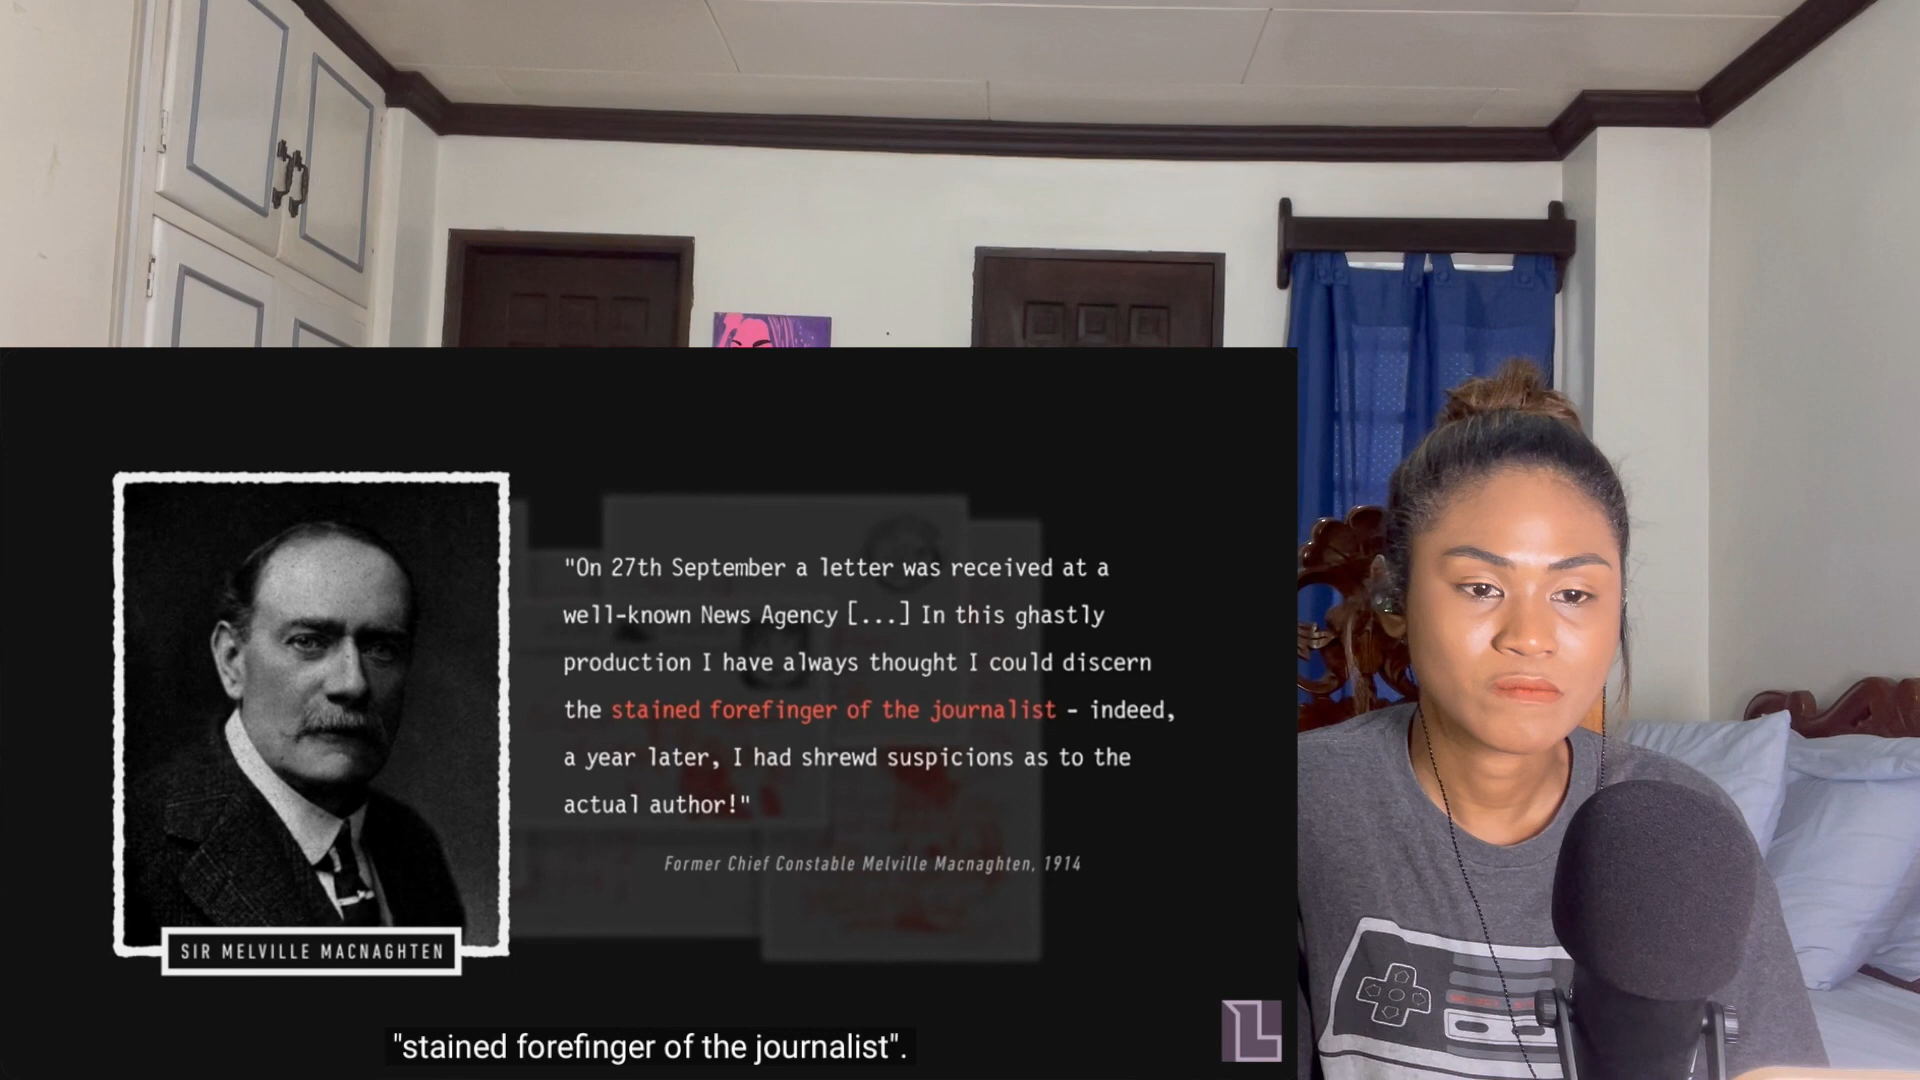 "On 27th September a letter was received at a
well-known News Agency [...] In this ghastly
production I have always thought I could discern
the stained forefinger of the journalist - indeed,
a year later, I had shrewd suspicions as to the
actual author!"
Former Chief Constable Melville Macnaghten, 1914
SIR MELVILLE MACNAGHTEN
"stained forefinger of the journalist".